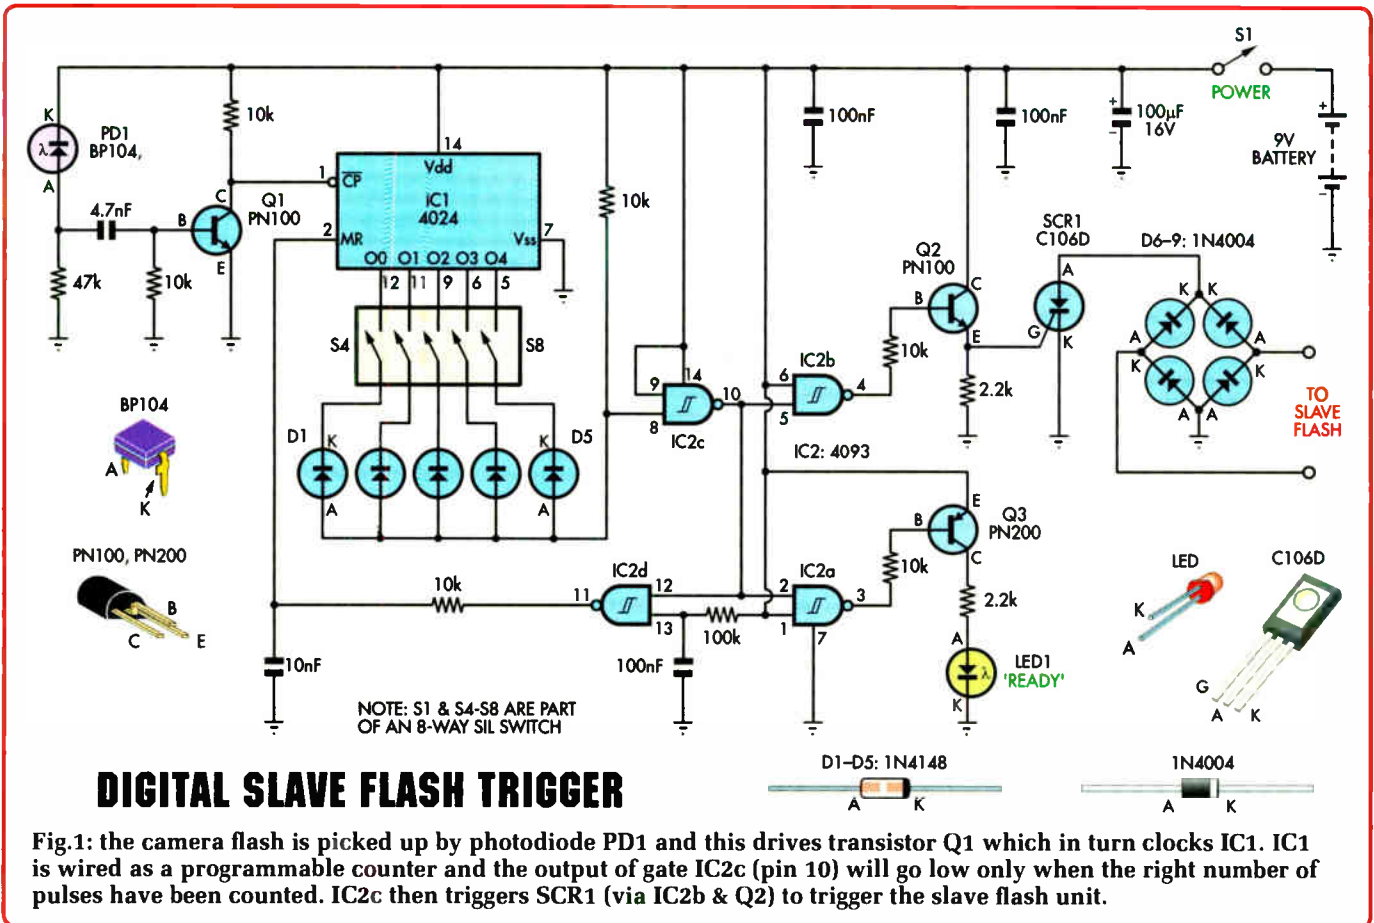 S1
POWER
K
PD1
BP104,
λ
A
10k
14
Vdd
1
CP
IC1
4024
2
MR
Vss
7
O0 O1 O2 O3 O4
12 11 9 6 5
4.7nF
B
C
Q1
PN100
E
47k
10k
10k
100nF
100nF
+
100µF
16V
−
+
9V
BATTERY
−
S4
S8
D1
K
A
D5
K
A
9
14
10
8
IC2c
IC2b
6
4
5
IC2: 4093
10k
Q2
PN100
B
C
E
2.2k
SCR1
C106D
A
G
K
D6-9: 1N4004
K K
A A
K K
A A
TO
SLAVE
FLASH
BP104
A
K
PN100, PN200
B
C
E
10k
IC2d
11
12
13
100k
10nF
100nF
IC2a
2
3
1
7
10k
B
E
Q3
PN200
C
2.2k
A
LED1
λ
'READY'
K
LED
K
A
C106D
G
A
K
NOTE: S1 & S4-S8 ARE PART
OF AN 8-WAY SIL SWITCH
D1–D5: 1N4148
A K
1N4004
A K
DIGITAL SLAVE FLASH TRIGGER
Fig.1: the camera flash is picked up by photodiode PD1 and this drives transistor Q1 which in turn clocks IC1. IC1
is wired as a programmable counter and the output of gate IC2c (pin 10) will go low only when the right number of
pulses have been counted. IC2c then triggers SCR1 (via IC2b & Q2) to trigger the slave flash unit.